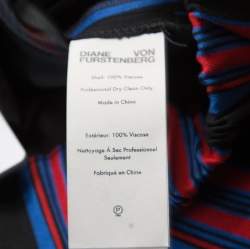 DIANE VON
FURSTENBERG
Shell: 100% Viscose
Professional Dry Clean Only
Made in China
Extérieur: 100% Viscose
Nettoyage À Sec Professionnel
Seulement
Fabriqué en Chine
P